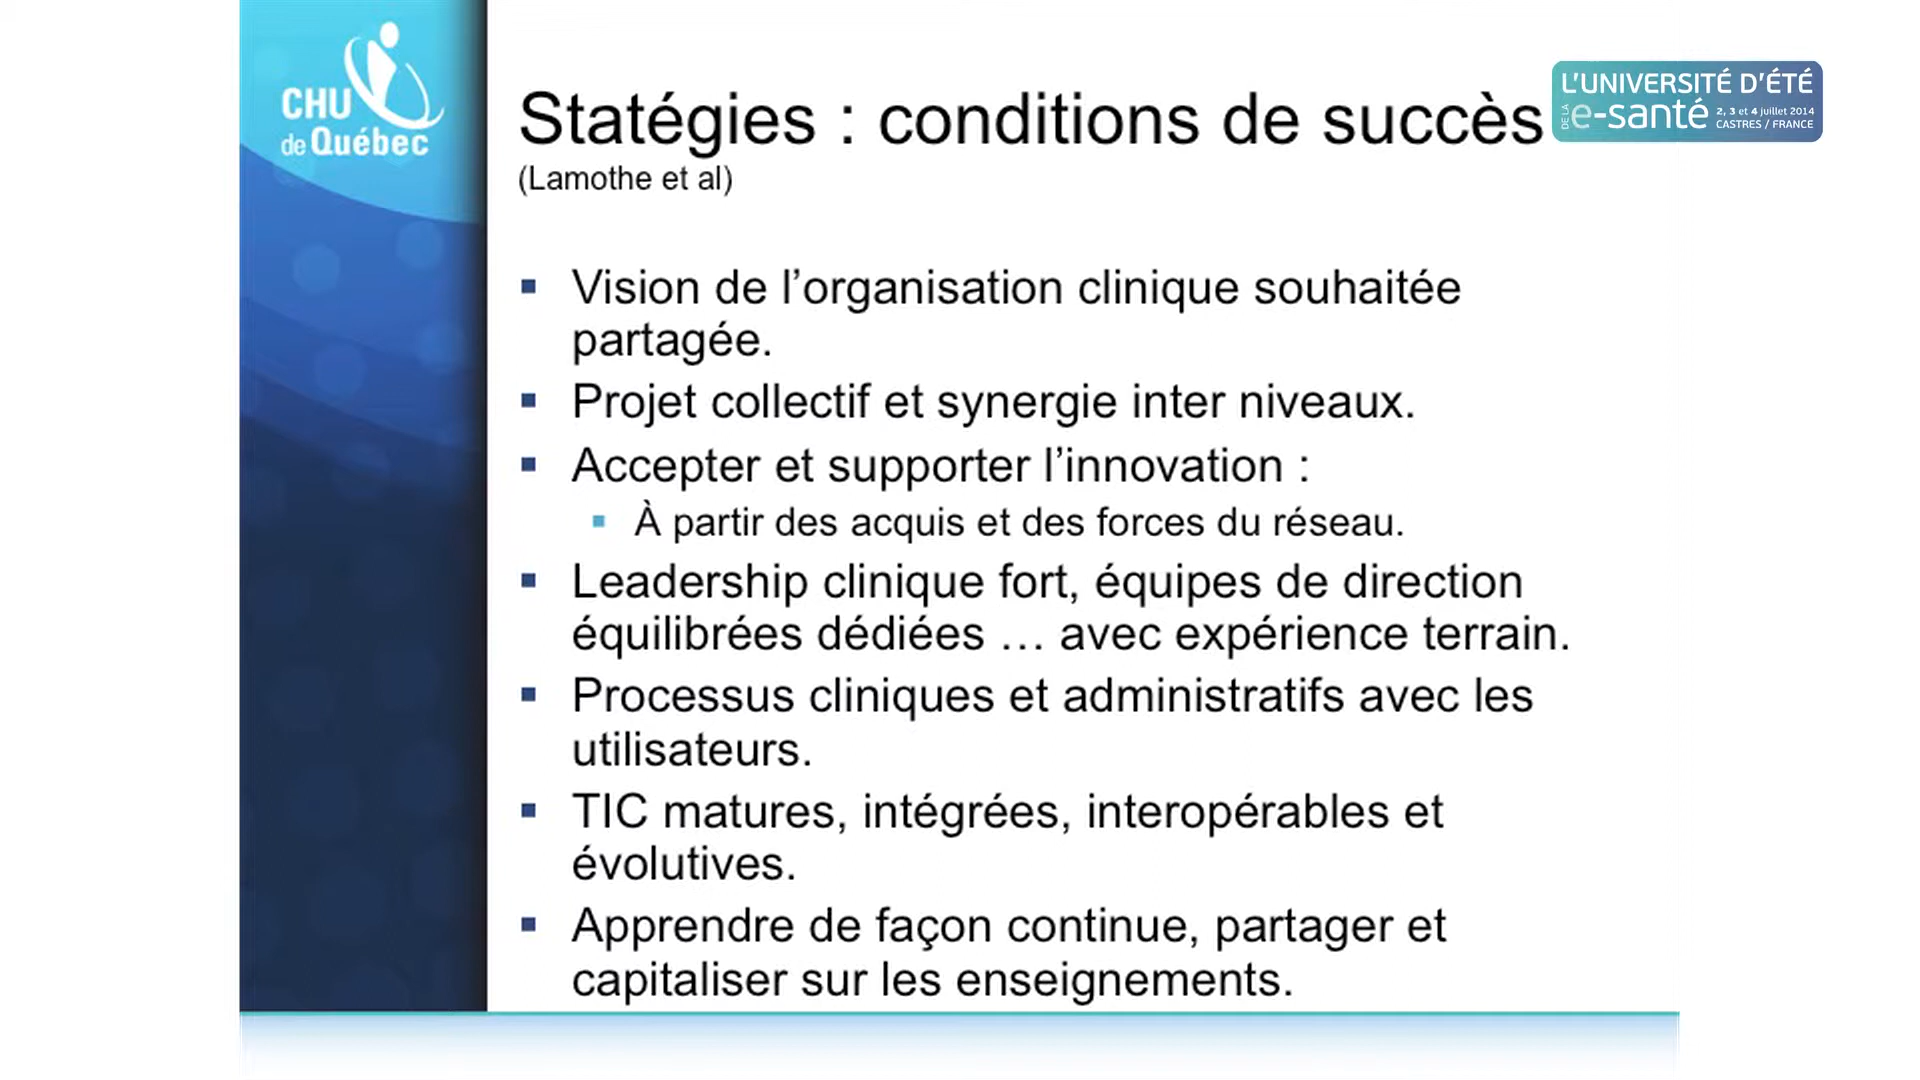 CHU
de Québec
Statégies : conditions de succès
(Lamothe et al)
L'UNIVERSITÉ D'ÉTÉ
DE LA e-santé 2, 3 et 4 juillet 2014
CASTRES / FRANCE
▪ Vision de l'organisation clinique souhaitée
partagée.
▪ Projet collectif et synergie inter niveaux.
▪ Accepter et supporter l'innovation :
▪ À partir des acquis et des forces du réseau.
▪ Leadership clinique fort, équipes de direction
équilibrées dédiées … avec expérience terrain.
▪ Processus cliniques et administratifs avec les
utilisateurs.
▪ TIC matures, intégrées, interopérables et
évolutives.
▪ Apprendre de façon continue, partager et
capitaliser sur les enseignements.